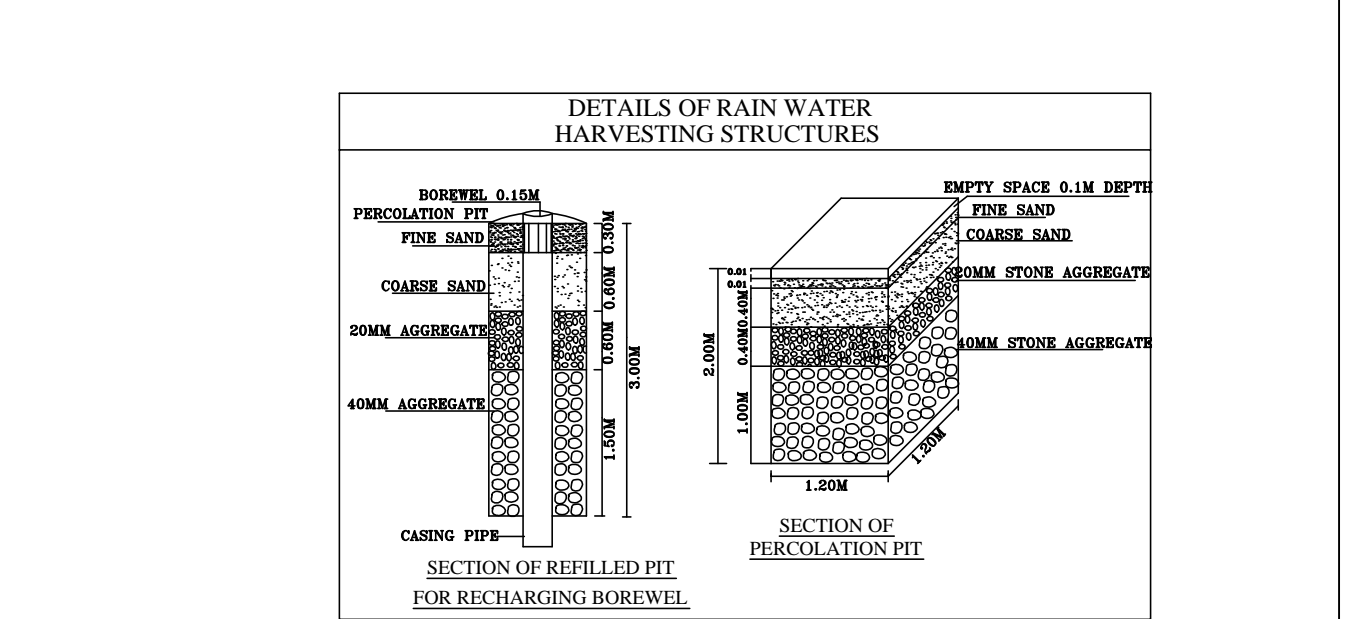 DETAILS OF RAIN WATER
HARVESTING STRUCTURES
BOREWEL 0.15M
PERCOLATION PIT
FINE SAND
COARSE SAND
20MM AGGREGATE
40MM AGGREGATE
CASING PIPE
0.30M
0.60M
0.60M
1.50M
3.00M
SECTION OF REFILLED PIT
FOR RECHARGING BOREWEL
EMPTY SPACE 0.1M DEPTH
FINE SAND
COARSE SAND
20MM STONE AGGREGATE
40MM STONE AGGREGATE
0.01
0.01
0.40M
0.40M
1.00M
2.00M
1.20M
1.20M
SECTION OF
PERCOLATION PIT